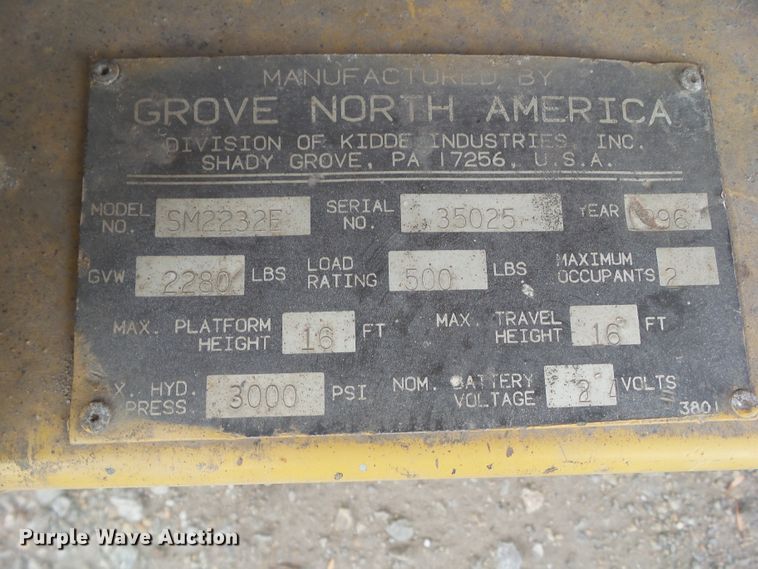 MANUFACTURED BY
GROVE NORTH AMERICA
DIVISION OF KIDDE INDUSTRIES, INC.
SHADY GROVE, PA 17256, U.S.A.
MODEL NO. SM2232E SERIAL NO. 35025 YEAR 996
GVW 2280 LBS LOAD RATING 500 LBS MAXIMUM OCCUPANTS 2
MAX. PLATFORM HEIGHT 16 FT MAX. TRAVEL HEIGHT 16 FT
X. HYD. PRESS. 3000 PSI NOM. BATTERY VOLTAGE 24 VOLTS
3801
Purple Wave Auction